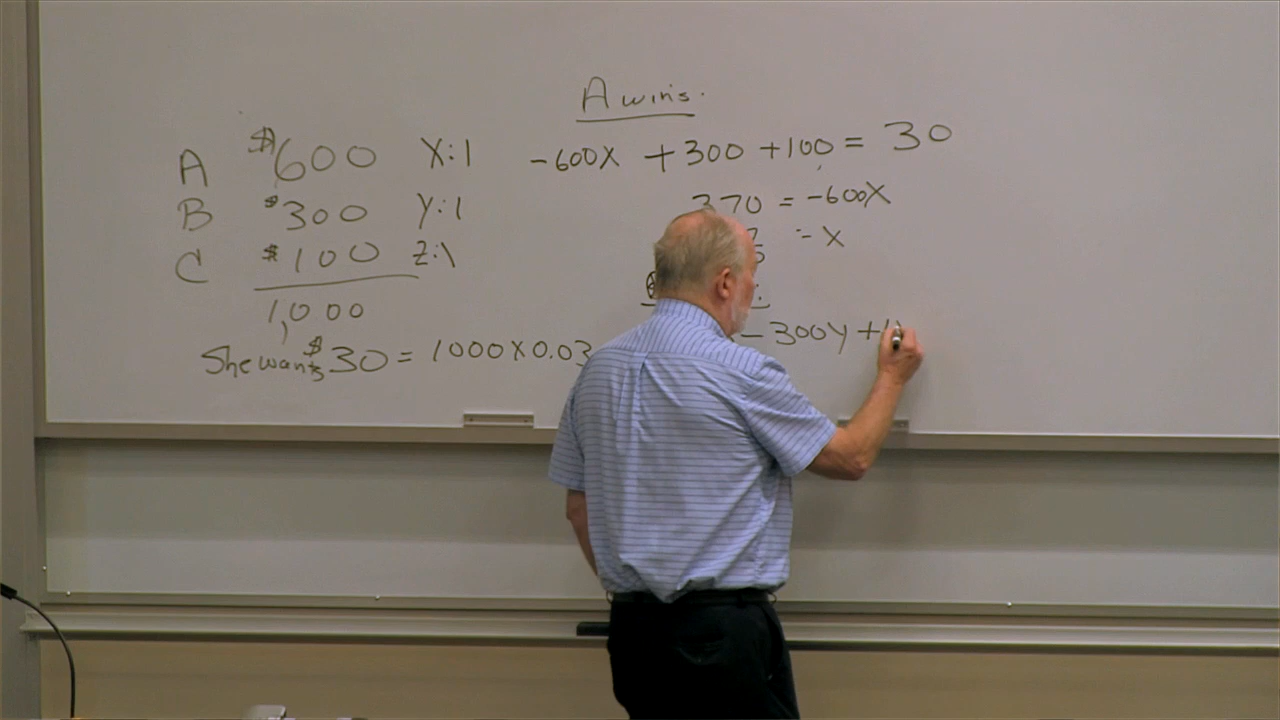 A wins.
A $600 X:1 -600X +300 +100 = 30
B $300 Y:1 370 = -600X
C $100 Z:1 = X
1,000
- 300Y +
She wants $30 = 1000 X 0.03